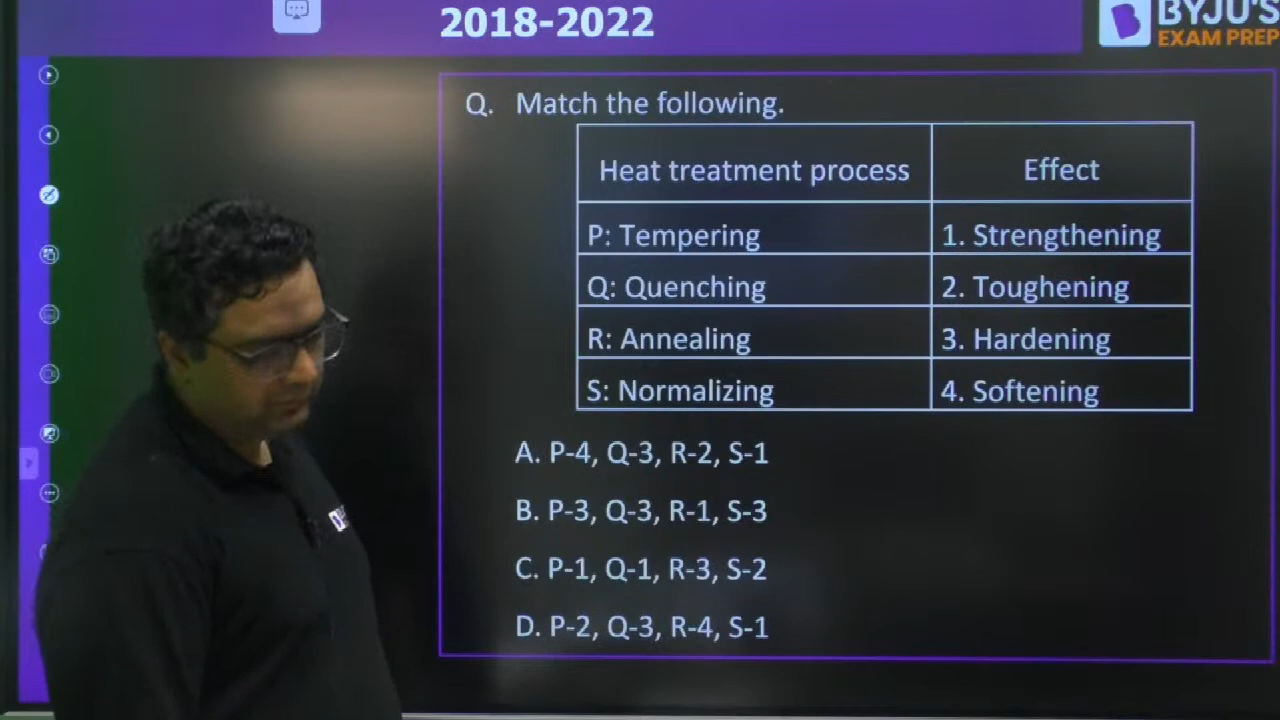 2018-2022
BYJU'S
EXAM PREP
Q. Match the following.
Heat treatment process Effect
P: Tempering 1. Strengthening
Q: Quenching 2. Toughening
R: Annealing 3. Hardening
S: Normalizing 4. Softening
A. P-4, Q-3, R-2, S-1
B. P-3, Q-3, R-1, S-3
C. P-1, Q-1, R-3, S-2
D. P-2, Q-3, R-4, S-1